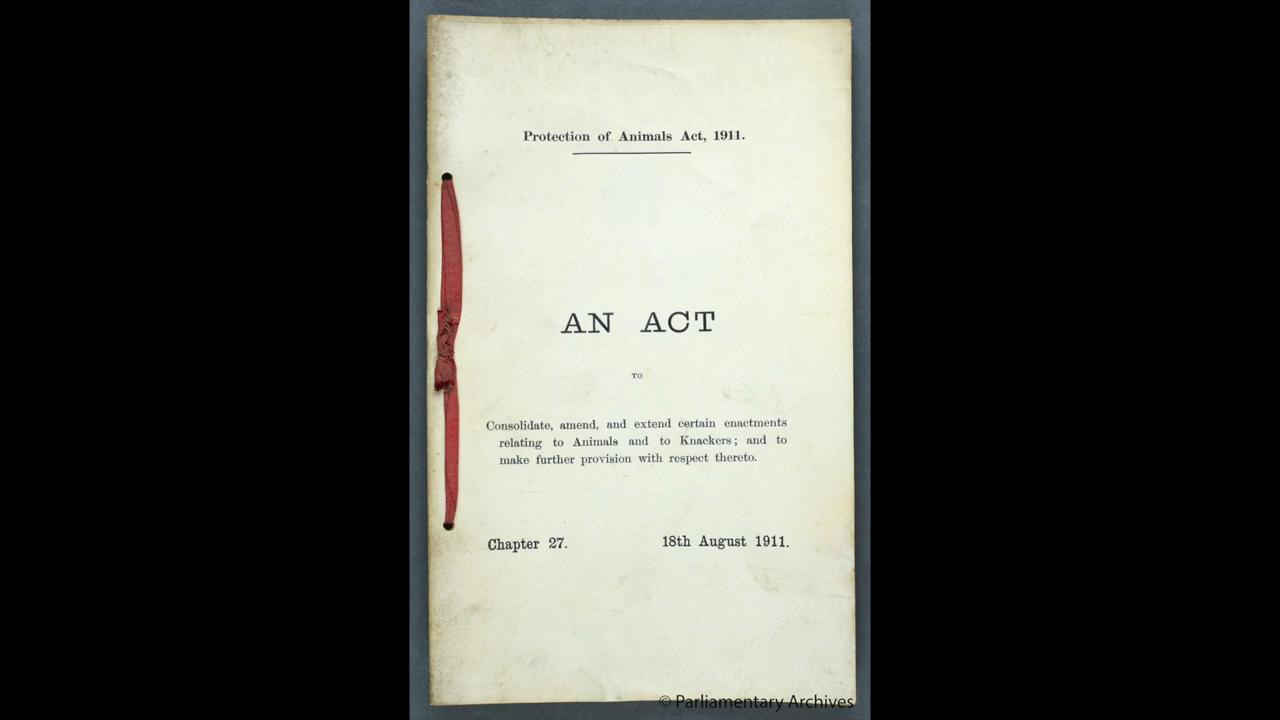 Protection of Animals Act, 1911.
AN ACT
TO
Consolidate, amend, and extend certain enactments
relating to Animals and to Knackers; and to
make further provision with respect thereto.
Chapter 27. 18th August 1911.
© Parliamentary Archives